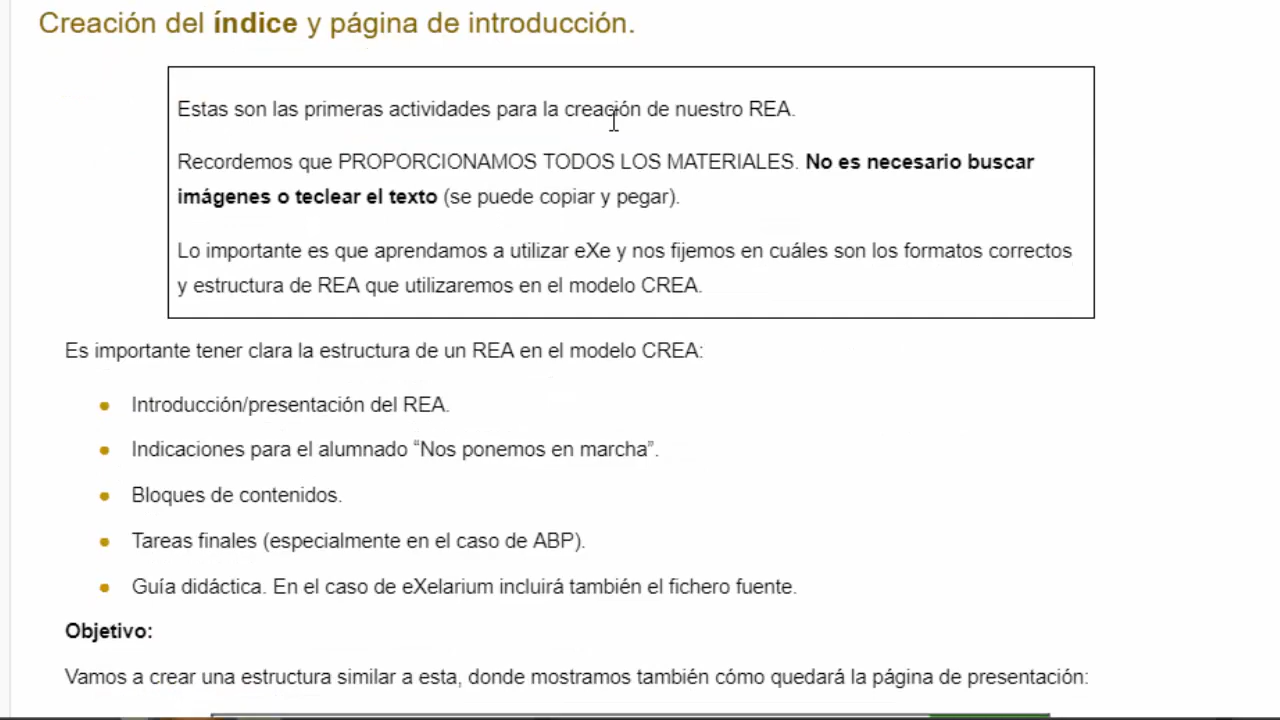 Creación del índice y página de introducción.
Estas son las primeras actividades para la creación de nuestro REA.
Recordemos que PROPORCIONAMOS TODOS LOS MATERIALES. No es necesario buscar
imágenes o teclear el texto (se puede copiar y pegar).
Lo importante es que aprendamos a utilizar eXe y nos fijemos en cuáles son los formatos correctos
y estructura de REA que utilizaremos en el modelo CREA.
Es importante tener clara la estructura de un REA en el modelo CREA:
Introducción/presentación del REA.
Indicaciones para el alumnado “Nos ponemos en marcha”.
Bloques de contenidos.
Tareas finales (especialmente en el caso de ABP).
Guía didáctica. En el caso de eXelarium incluirá también el fichero fuente.
Objetivo:
Vamos a crear una estructura similar a esta, donde mostramos también cómo quedará la página de presentación: